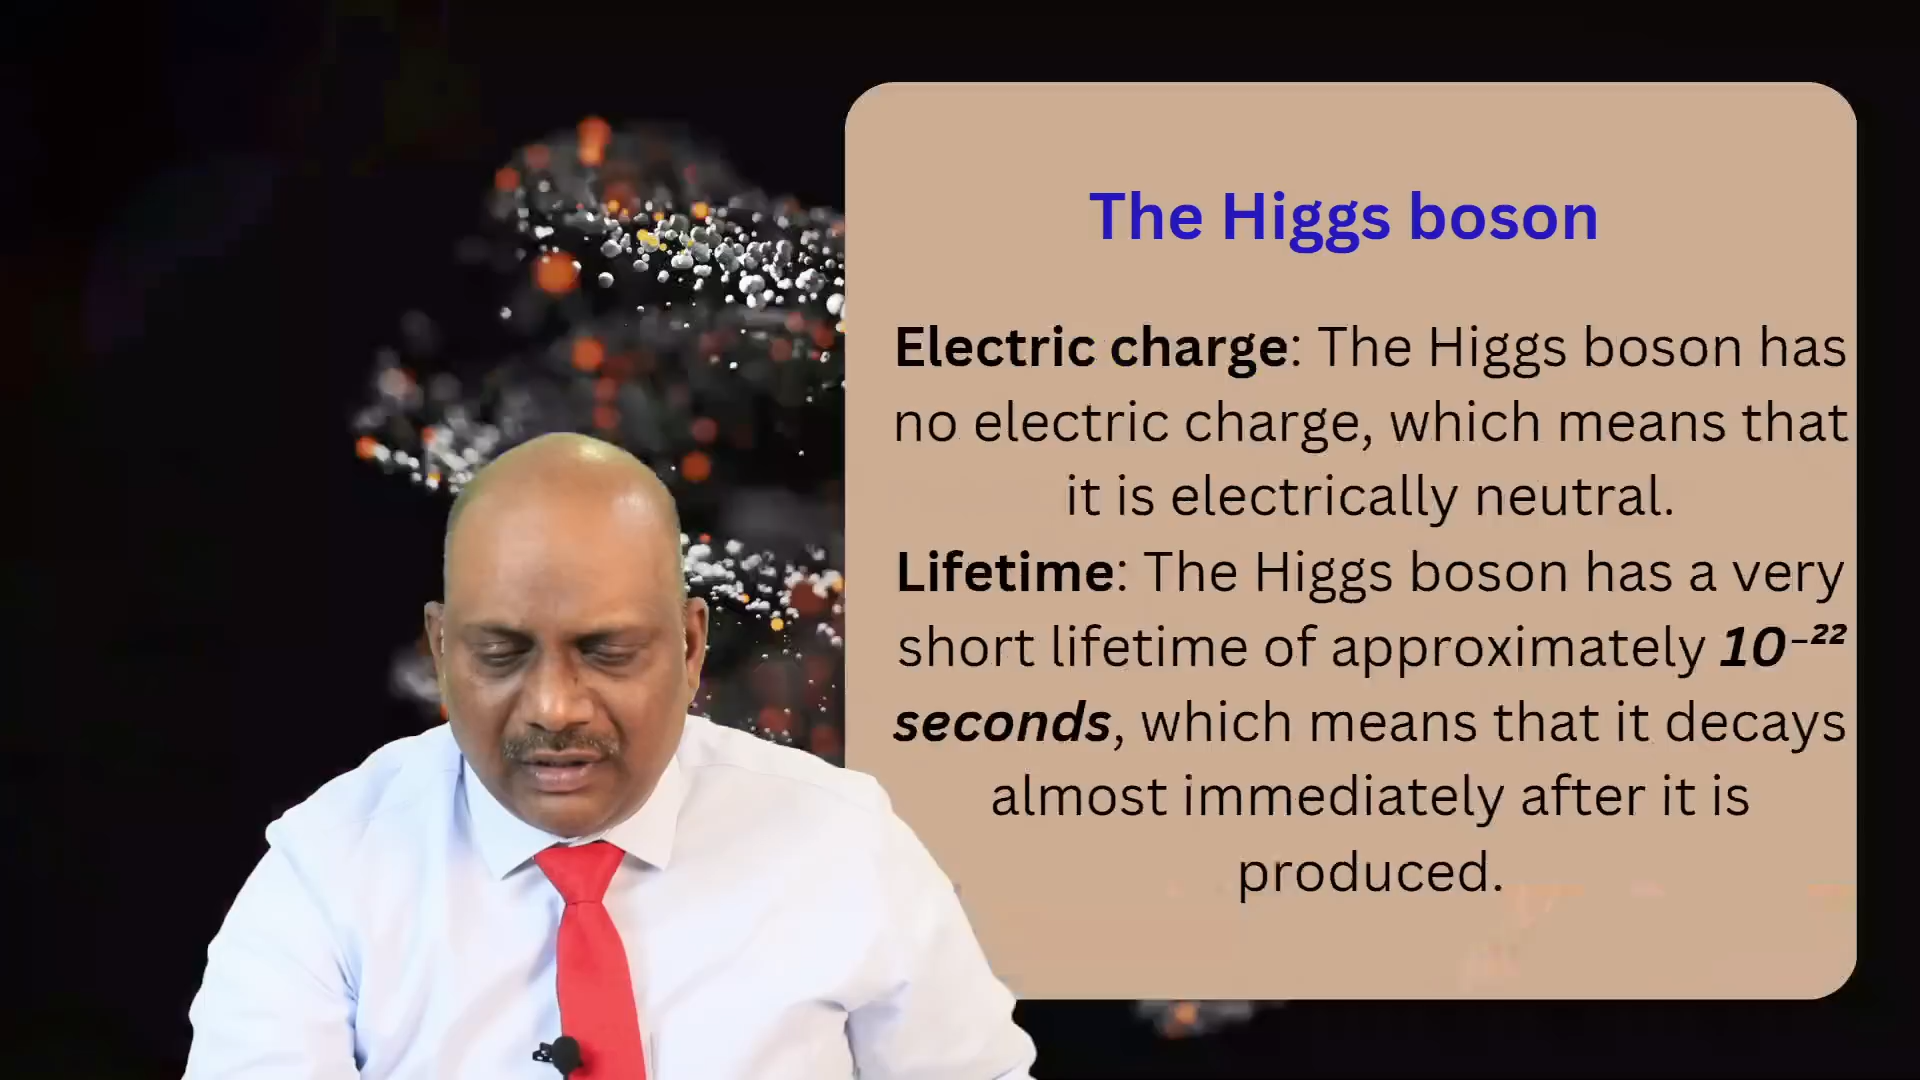 The Higgs boson
Electric charge: The Higgs boson has
no electric charge, which means that
it is electrically neutral.
Lifetime: The Higgs boson has a very
short lifetime of approximately 10⁻²²
seconds, which means that it decays
almost immediately after it is
produced.